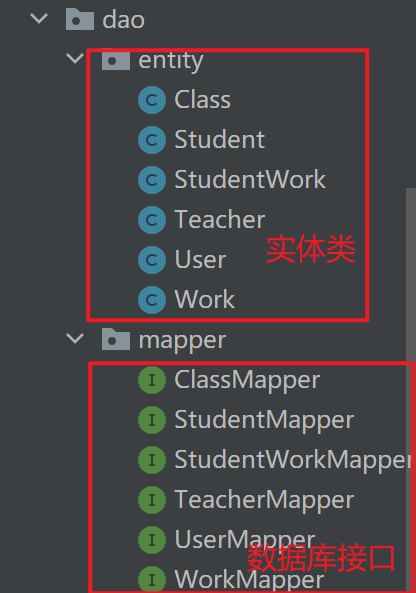 dao
entity
Class
Student
StudentWork
Teacher
实体类
User
Work
mapper
ClassMapper
StudentMapper
StudentWorkMapper
TeacherMapper
UserMapper
数据库接口
WorkMapper